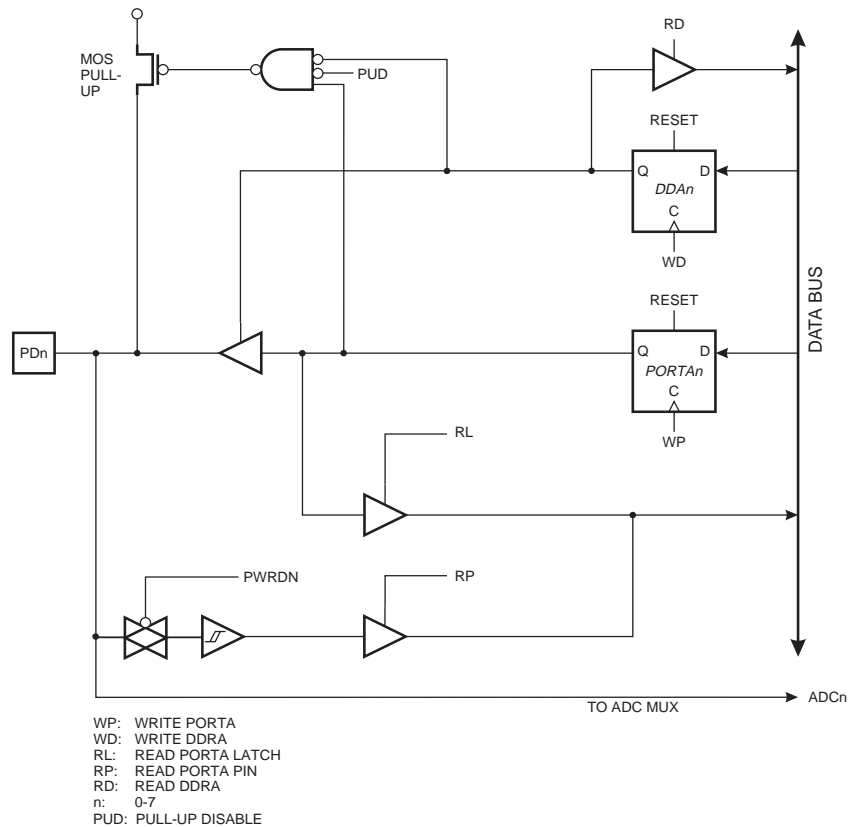 RD
MOS
PULL-
UP
PUD
RESET
Q
D
DDAn
C
WD
RESET
PDn
Q
D
PORTAn
C
WP
DATA BUS
RL
PWRDN
RP
TO ADC MUX
ADCn
WP: WRITE PORTA
WD: WRITE DDRA
RL: READ PORTA LATCH
RP: READ PORTA PIN
RD: READ DDRA
n: 0-7
PUD: PULL-UP DISABLE